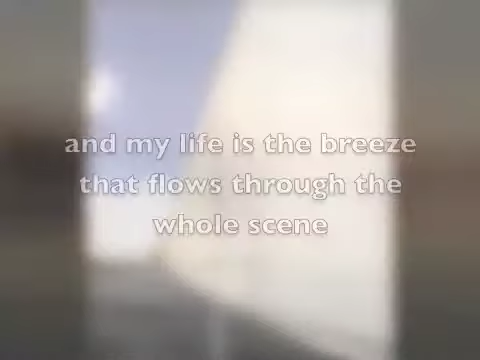 and my life is the breeze
that flows through the
whole scene